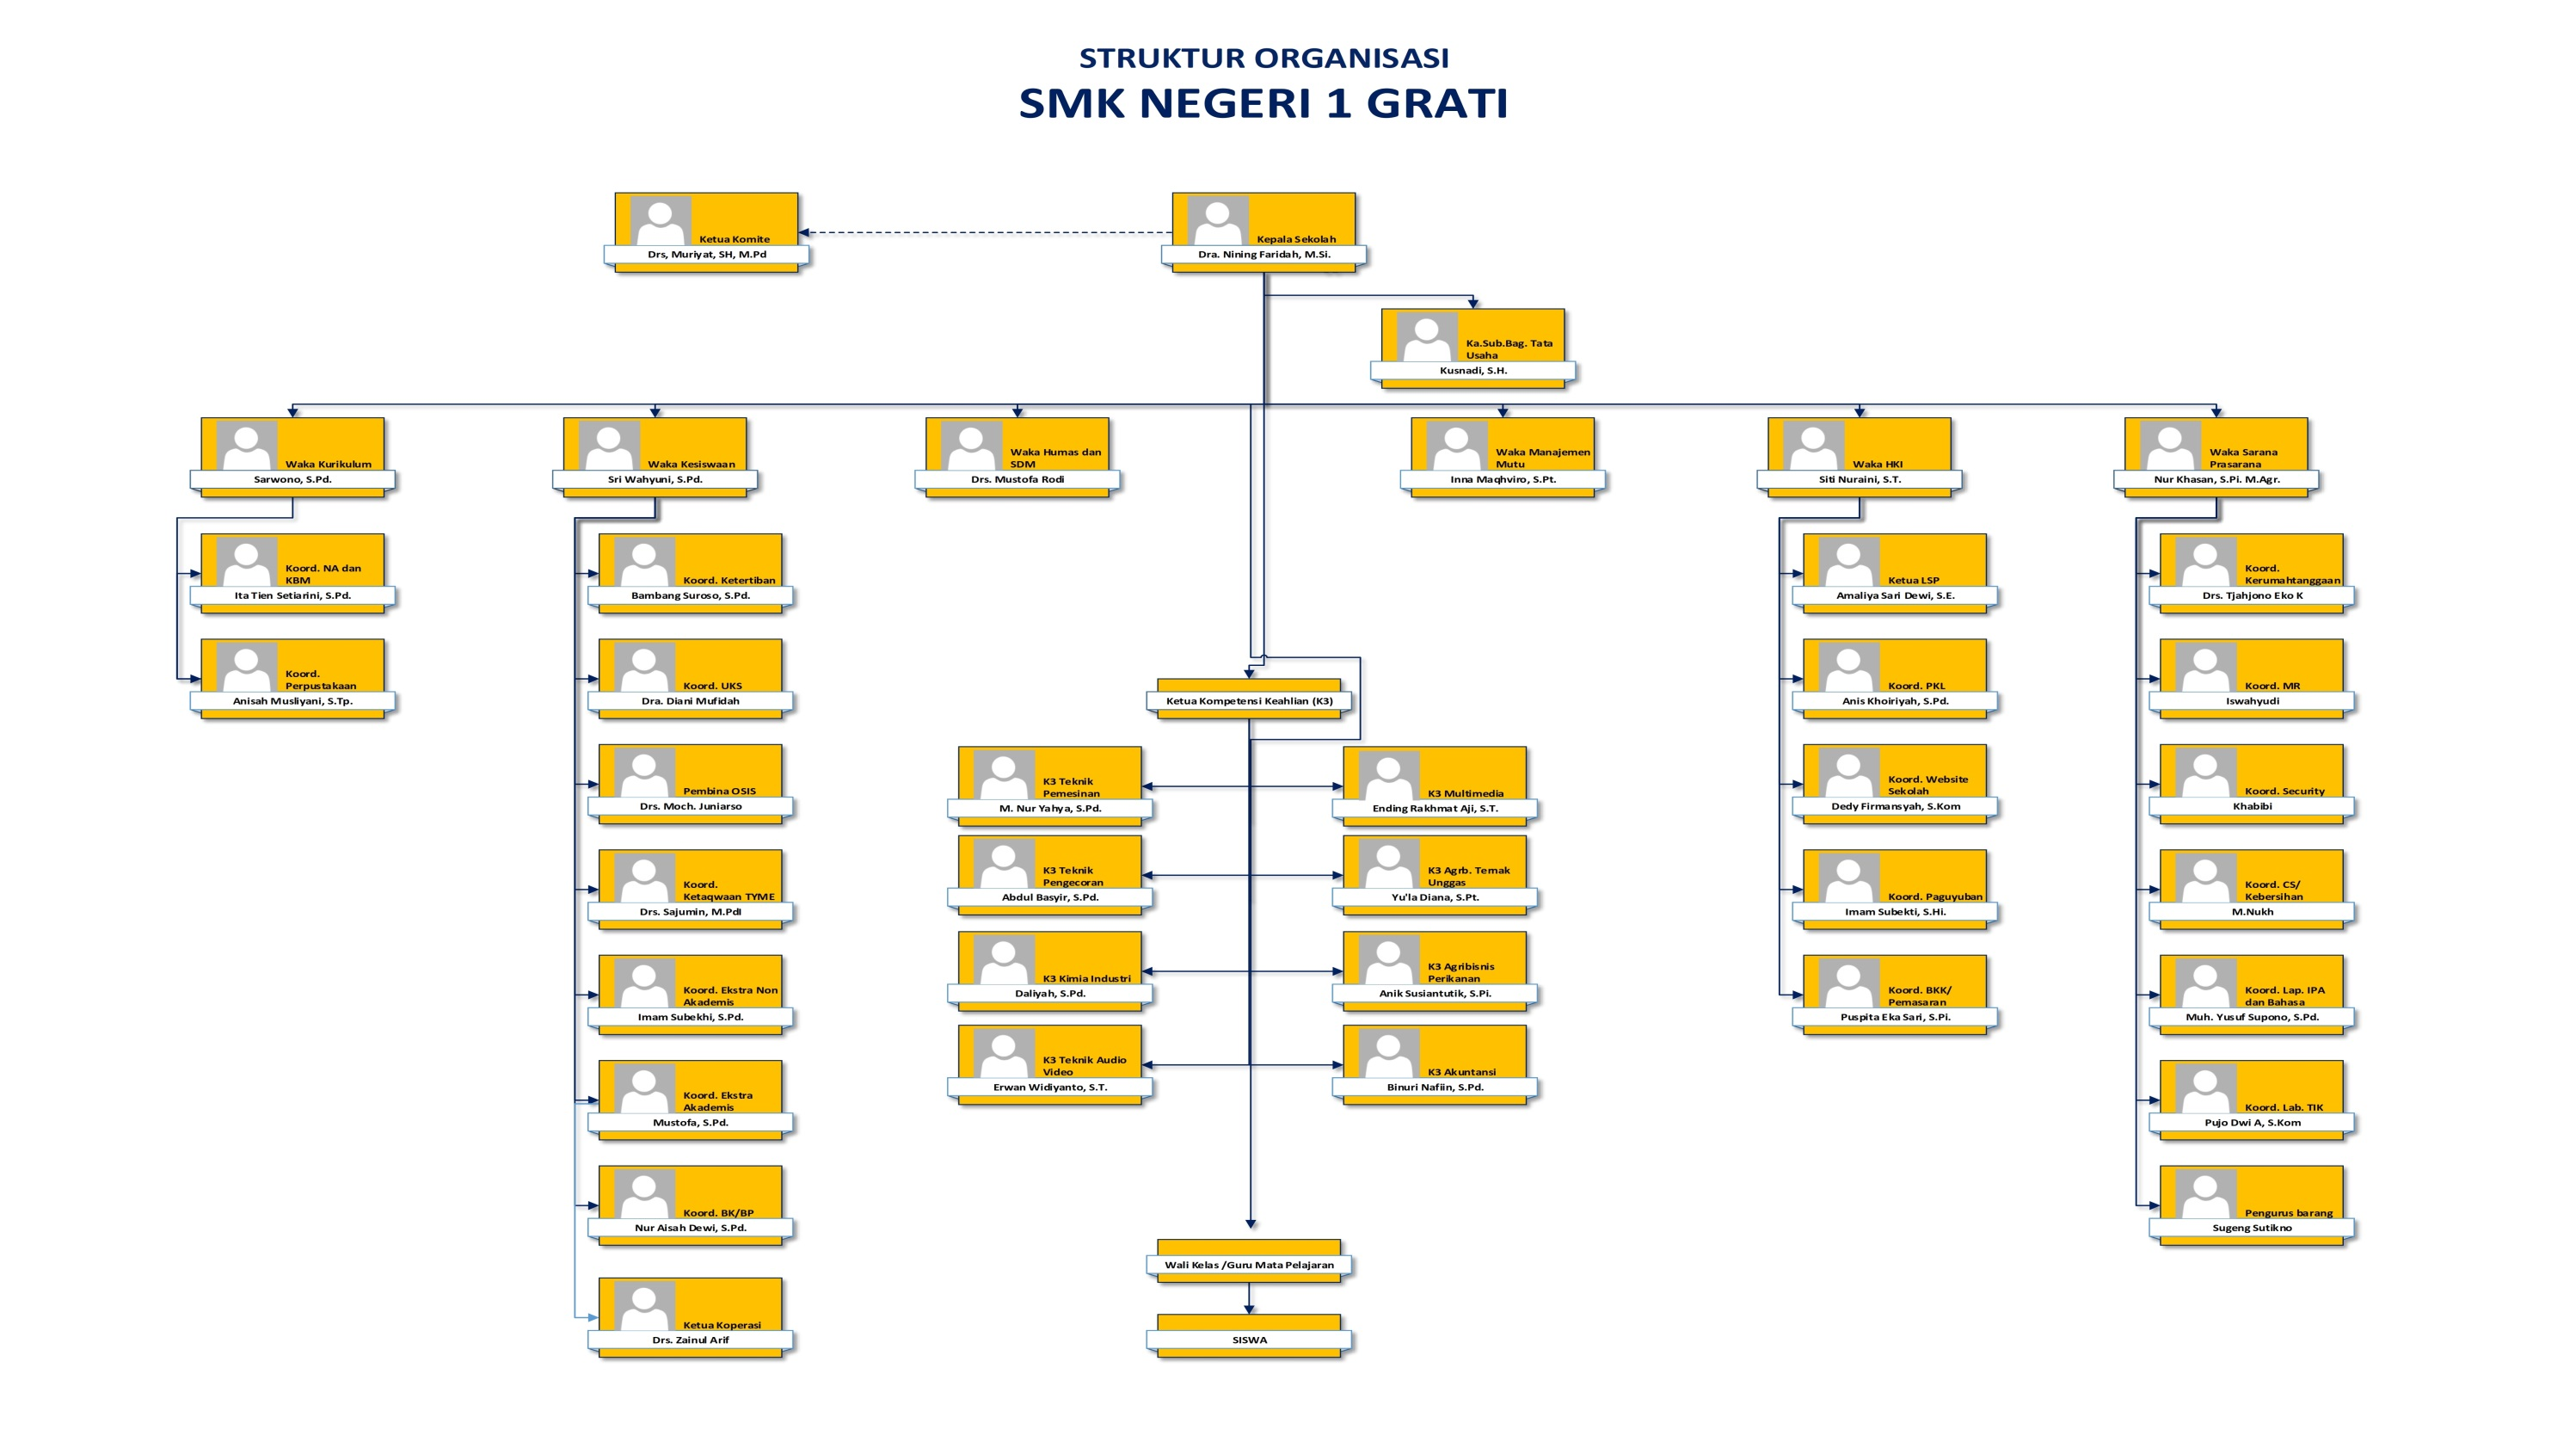 STRUKTUR ORGANISASI
SMK NEGERI 1 GRATI
Ketua Komite
Drs, Muriyat, SH, M.Pd
Kepala Sekolah
Dra. Nining Faridah, M.Si.
Ka.Sub.Bag. Tata
Usaha
Kusnadi, S.H.
Waka Kurikulum
Sarwono, S.Pd.
Waka Kesiswaan
Sri Wahyuni, S.Pd.
Waka Humas dan
SDM
Drs. Mustofa Rodi
Waka Manajemen
Mutu
Inna Maqhviro, S.Pt.
Waka HKI
Siti Nuraini, S.T.
Waka Sarana
Prasarana
Nur Khasan, S.Pi. M.Agr.
Koord. NA dan
KBM
Ita Tien Setiarini, S.Pd.
Koord.
Perpustakaan
Anisah Musliyani, S.Tp.
Koord. Ketertiban
Bambang Suroso, S.Pd.
Koord. UKS
Dra. Diani Mufidah
Pembina OSIS
Drs. Moch. Juniarso
Koord.
Ketaqwaan TYME
Drs. Sajumin, M.PdI
Koord. Ekstra Non
Akademis
Imam Subekhi, S.Pd.
Koord. Ekstra
Akademis
Mustofa, S.Pd.
Koord. BK/BP
Nur Aisah Dewi, S.Pd.
Ketua Koperasi
Drs. Zainul Arif
Ketua Kompetensi Keahlian (K3)
K3 Teknik
Pemesinan
M. Nur Yahya, S.Pd.
K3 Multimedia
Ending Rakhmat Aji, S.T.
K3 Teknik
Pengecoran
Abdul Basyir, S.Pd.
K3 Agrb. Ternak
Unggas
Yu'la Diana, S.Pt.
K3 Kimia Industri
Daliyah, S.Pd.
K3 Agribisnis
Perikanan
Anik Susiantutik, S.Pi.
K3 Teknik Audio
Video
Erwan Widiyanto, S.T.
K3 Akuntansi
Binuri Nafiin, S.Pd.
Wali Kelas /Guru Mata Pelajaran
SISWA
Ketua LSP
Amaliya Sari Dewi, S.E.
Koord. PKL
Anis Khoiriyah, S.Pd.
Koord. Website
Sekolah
Dedy Firmansyah, S.Kom
Koord. Paguyuban
Imam Subekti, S.Hi.
Koord. BKK/
Pemasaran
Puspita Eka Sari, S.Pi.
Koord.
Kerumahtanggaan
Drs. Tjahjono Eko K
Koord. MR
Iswahyudi
Koord. Security
Khabibi
Koord. CS/
Kebersihan
M.Nukh
Koord. Lap. IPA
dan Bahasa
Muh. Yusuf Supono, S.Pd.
Koord. Lab. TIK
Pujo Dwi A, S.Kom
Pengurus barang
Sugeng Sutikno